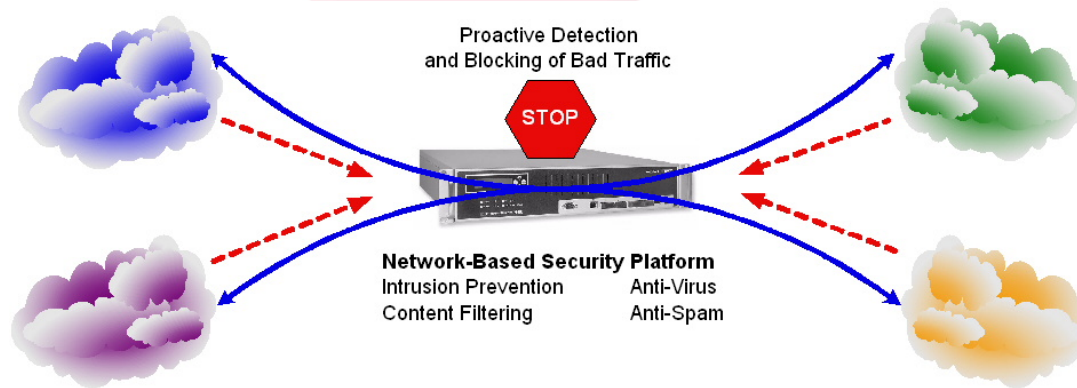 Proactive Detection
and Blocking of Bad Traffic
STOP
Network-Based Security Platform
Intrusion Prevention Anti-Virus
Content Filtering Anti-Spam